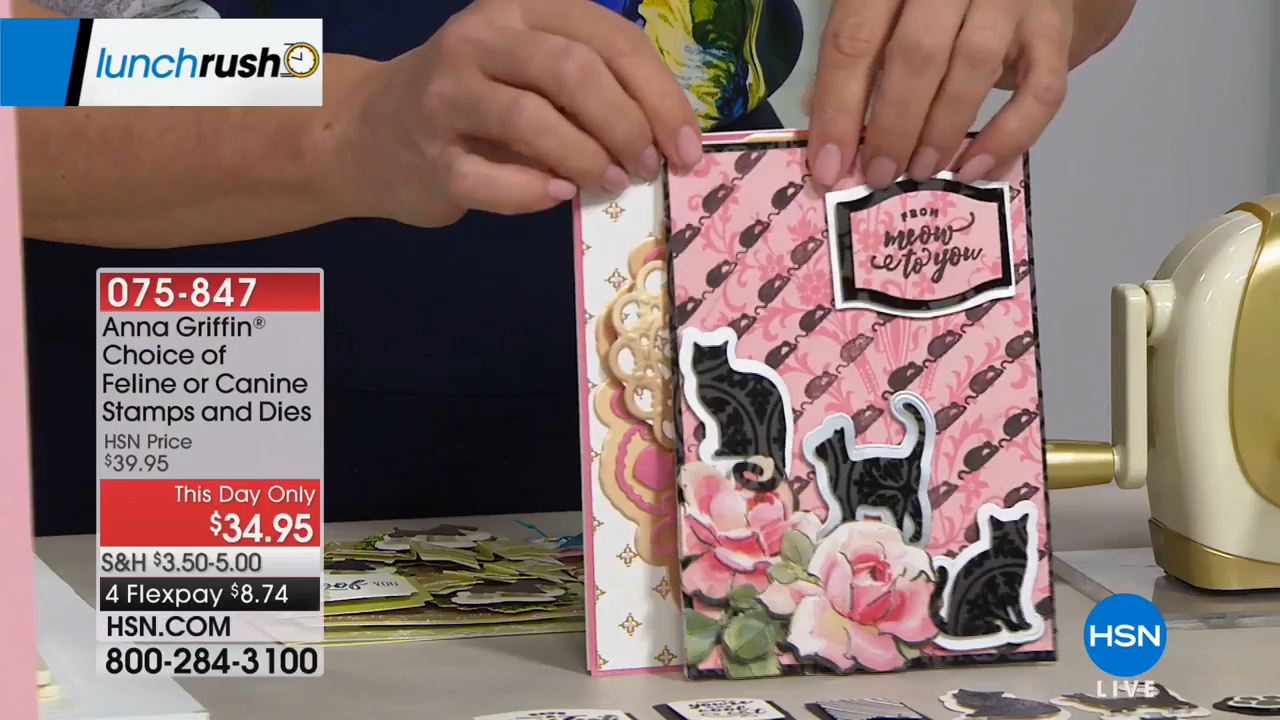 lunchrush
FROM
meow
to you
075-847
Anna Griffin®
Choice of
Feline or Canine
Stamps and Dies
HSN Price
$39.95
This Day Only
$34.95
S&H $3.50-5.00
4 Flexpay $8.74
HSN.COM
800-284-3100
YOU
HSN
LIVE